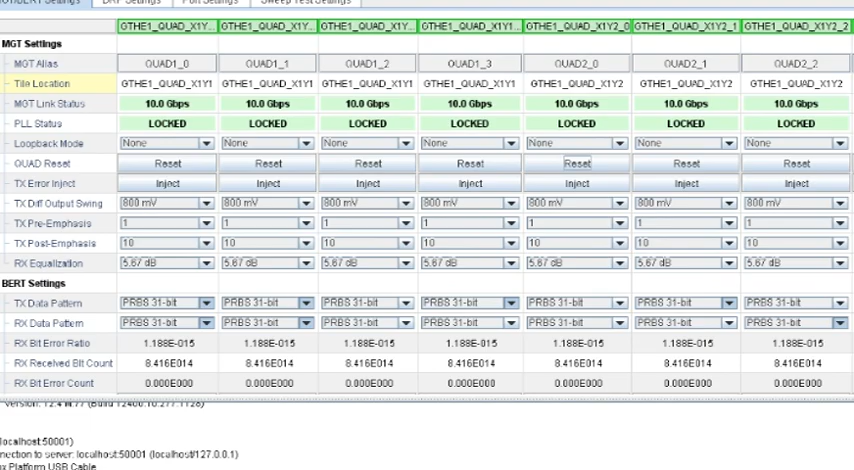 DRP Settings Port Settings Sweep Test Settings
GTHE1_QUAD_X1Y... GTHE1_QUAD_X1Y... GTHE1_QUAD_X1Y... GTHE1_QUAD_X1Y1... GTHE1_QUAD_X1Y2_0 GTHE1_QUAD_X1Y2_1 GTHE1_QUAD_X1Y2_2
MGT Settings
MGT Alias QUAD1_0 QUAD1_1 QUAD1_2 QUAD1_3 QUAD2_0 QUAD2_1 QUAD2_2
Tile Location GTHE1_QUAD_X1Y1 GTHE1_QUAD_X1Y1 GTHE1_QUAD_X1Y1 GTHE1_QUAD_X1Y1 GTHE1_QUAD_X1Y2 GTHE1_QUAD_X1Y2 GTHE1_QUAD_X1Y2
MGT Link Status 10.0 Gbps 10.0 Gbps 10.0 Gbps 10.0 Gbps 10.0 Gbps 10.0 Gbps 10.0 Gbps
PLL Status LOCKED LOCKED LOCKED LOCKED LOCKED LOCKED LOCKED
Loopback Mode None None None None None None None
QUAD Reset Reset Reset Reset Reset Reset Reset Reset
TX Error Inject Inject Inject Inject Inject Inject Inject Inject
TX Diff Output Swing 800 mV 800 mV 800 mV 800 mV 800 mV 800 mV 800 mV
TX Pre-Emphasis 1 1 1 1 1 1 1
TX Post-Emphasis 10 10 10 10 10 10 10
RX Equalization 5.67 dB 5.67 dB 5.67 dB 5.67 dB 5.67 dB 5.67 dB 5.67 dB
BERT Settings
TX Data Pattern PRBS 31-bit PRBS 31-bit PRBS 31-bit PRBS 31-bit PRBS 31-bit PRBS 31-bit PRBS 31-bit
RX Data Pattern PRBS 31-bit PRBS 31-bit PRBS 31-bit PRBS 31-bit PRBS 31-bit PRBS 31-bit PRBS 31-bit
RX Bit Error Ratio 1.188E-015 1.188E-015 1.188E-015 1.188E-015 1.188E-015 1.188E-015 1.188E-015
RX Received Bit Count 8.416E014 8.416E014 8.416E014 8.416E014 8.416E014 8.416E014 8.416E014
RX Bit Error Count 0.000E000 0.000E000 0.000E000 0.000E000 0.000E000 0.000E000 0.000E000
localhost:50001)
nection to server: localhost:50001 (localhost/127.0.0.1)
Platform USB Cable